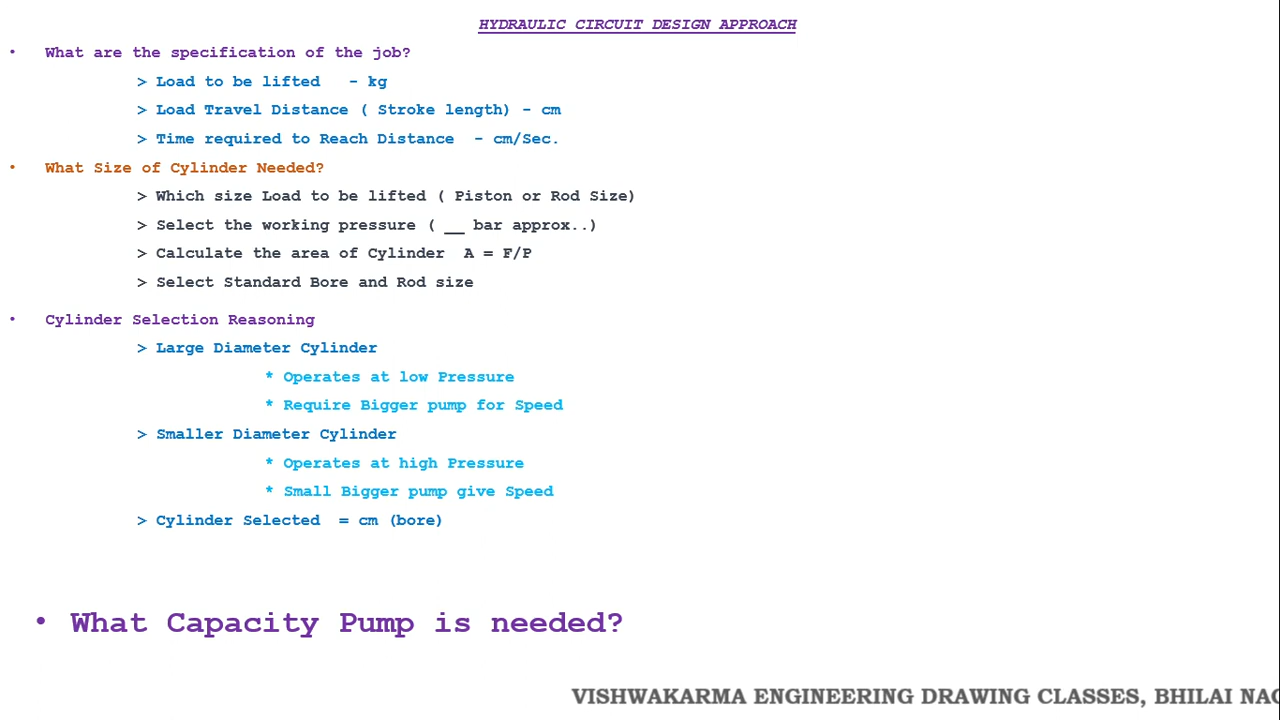 HYDRAULIC CIRCUIT DESIGN APPROACH
• What are the specification of the job?
> Load to be lifted - kg
> Load Travel Distance ( Stroke length) - cm
> Time required to Reach Distance - cm/Sec.
• What Size of Cylinder Needed?
> Which size Load to be lifted ( Piston or Rod Size)
> Select the working pressure ( __ bar approx..)
> Calculate the area of Cylinder A = F/P
> Select Standard Bore and Rod size
• Cylinder Selection Reasoning
> Large Diameter Cylinder
* Operates at low Pressure
* Require Bigger pump for Speed
> Smaller Diameter Cylinder
* Operates at high Pressure
* Small Bigger pump give Speed
> Cylinder Selected = cm (bore)
• What Capacity Pump is needed?
VISHWAKARMA ENGINEERING DRAWING CLASSES, BHILAI